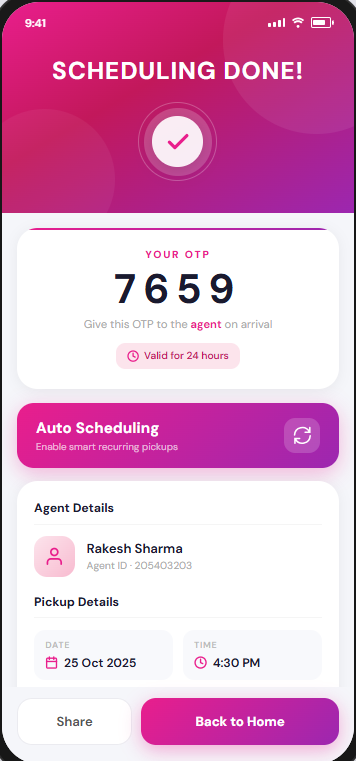 9:41
SCHEDULING DONE!
YOUR OTP
7659
Give this OTP to the agent on arrival
Valid for 24 hours
Auto Scheduling
Enable smart recurring pickups
Agent Details
Rakesh Sharma
Agent ID · 205403203
Pickup Details
DATE
25 Oct 2025
TIME
4:30 PM
Share
Back to Home